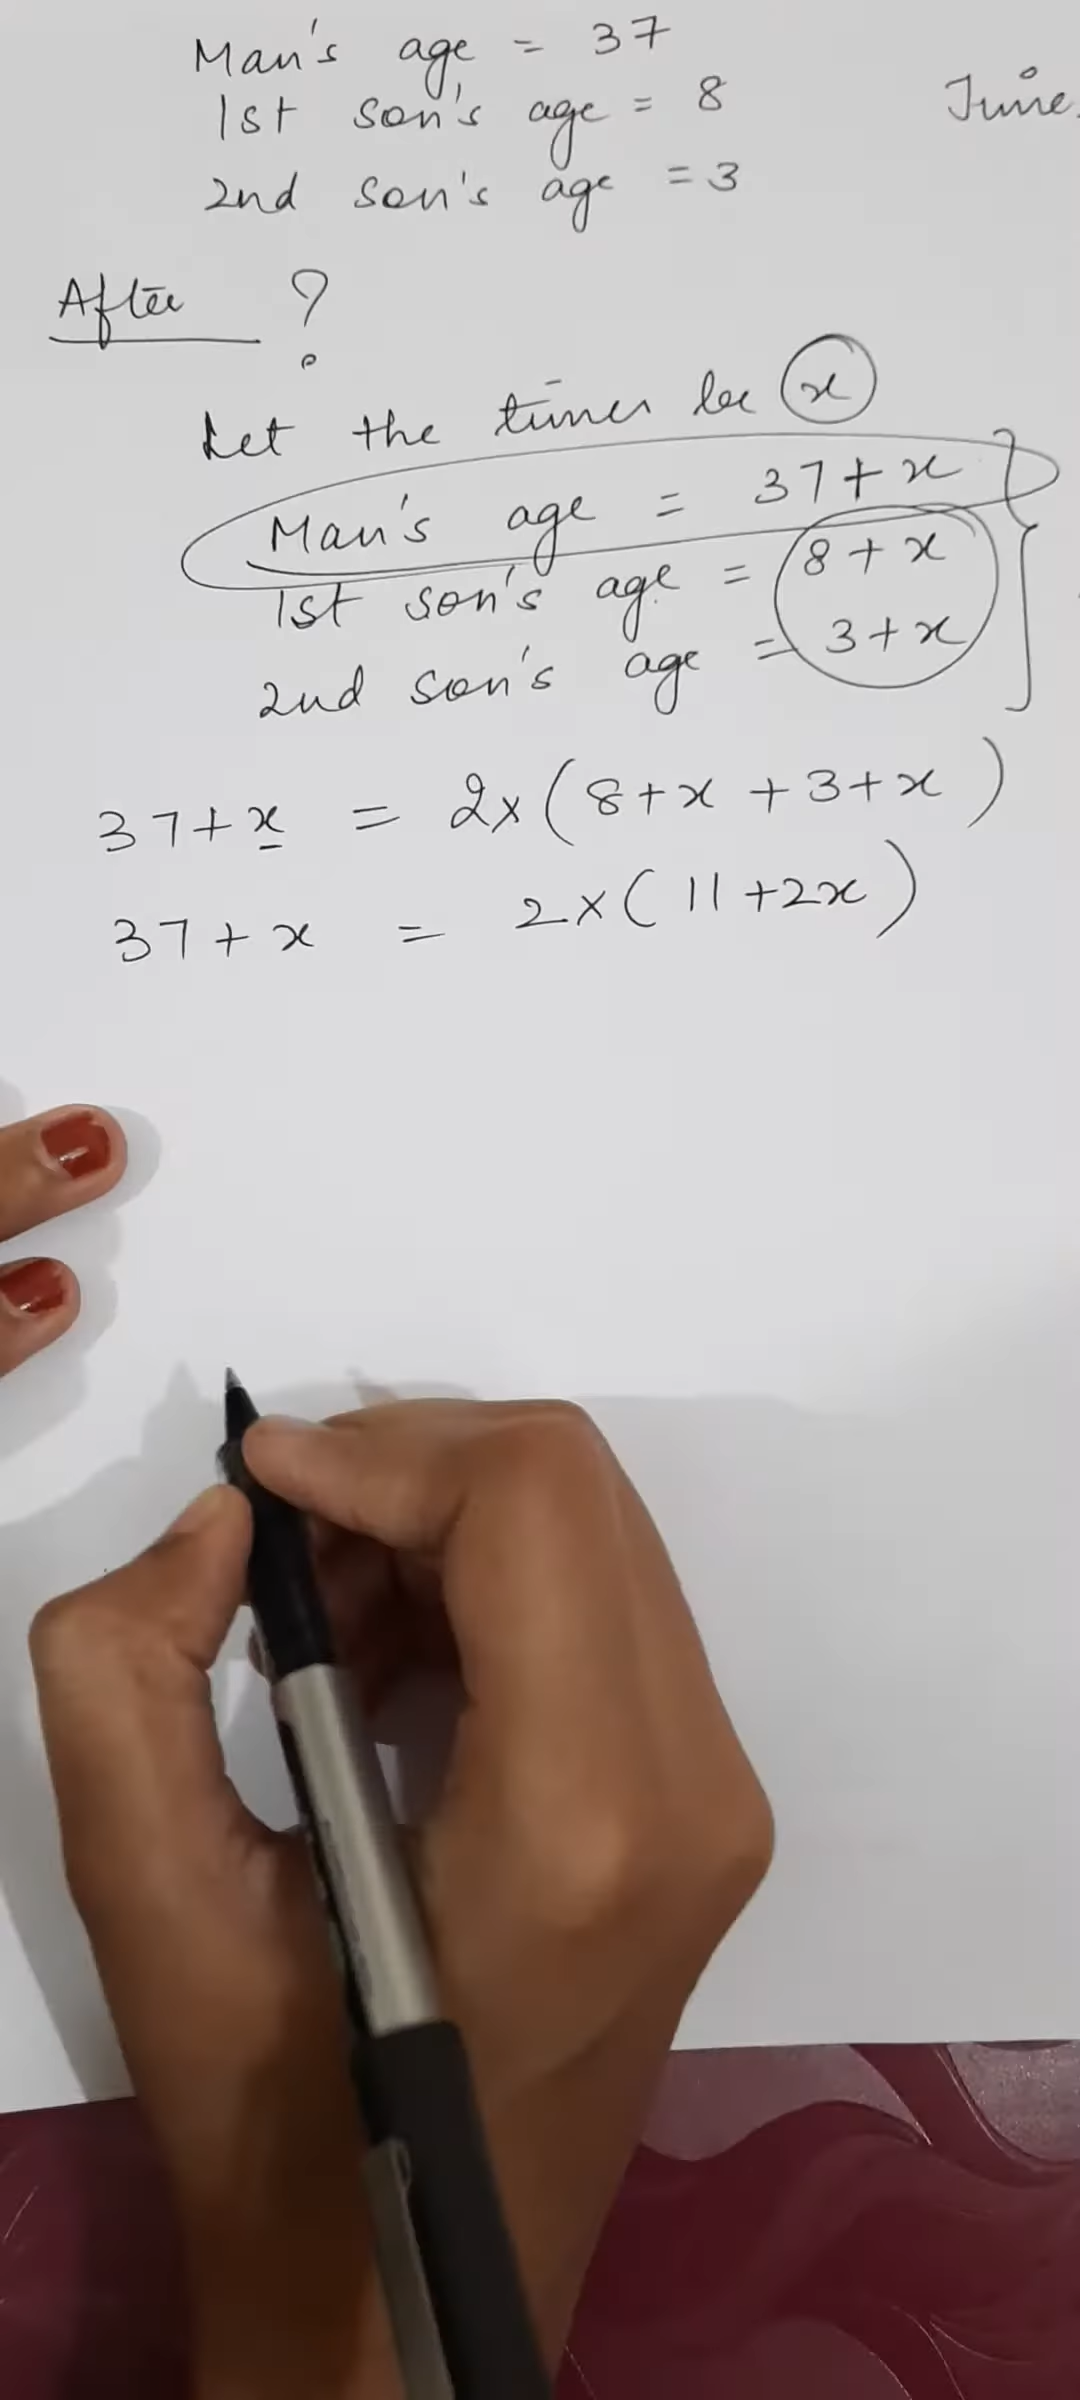 Man's age = 37
1st son's age = 8
2nd son's age = 3
After ?
Let the times be x
Man's age = 37 + x
1st son's age = 8 + x
2nd son's age = 3 + x
37 + x = 2 × ( 8 + x + 3 + x )
37 + x = 2 × ( 11 + 2x )